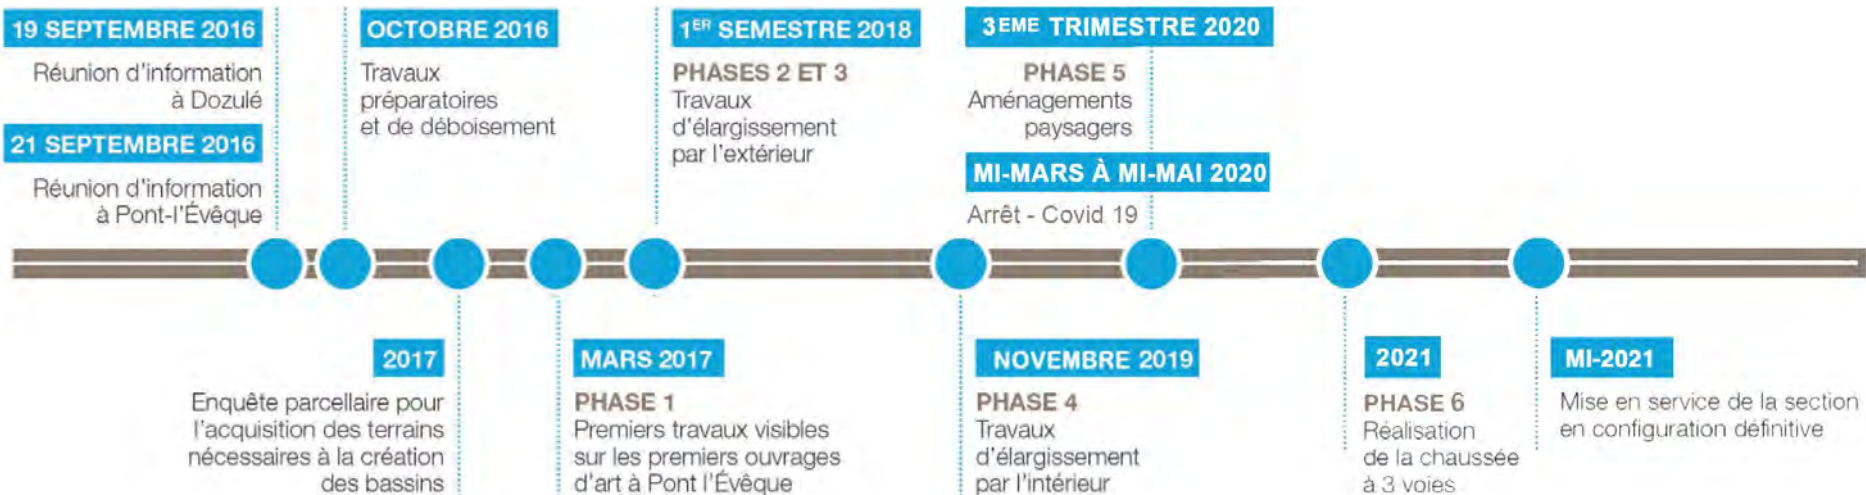 19 SEPTEMBRE 2016
Réunion d'information
à Dozulé
21 SEPTEMBRE 2016
Réunion d'information
à Pont-l'Évêque
OCTOBRE 2016
Travaux
préparatoires
et de déboisement
1ER SEMESTRE 2018
PHASES 2 ET 3
Travaux
d'élargissement
par l'extérieur
3EME TRIMESTRE 2020
PHASE 5
Aménagements
paysagers
MI-MARS À MI-MAI 2020
Arrêt - Covid 19
2017
Enquête parcellaire pour
l'acquisition des terrains
nécessaires à la création
des bassins
MARS 2017
PHASE 1
Premiers travaux visibles
sur les premiers ouvrages
d'art à Pont l'Évêque
NOVEMBRE 2019
PHASE 4
Travaux
d'élargissement
par l'intérieur
2021
PHASE 6
Réalisation
de la chaussée
à 3 voies
MI-2021
Mise en service de la section
en configuration définitive